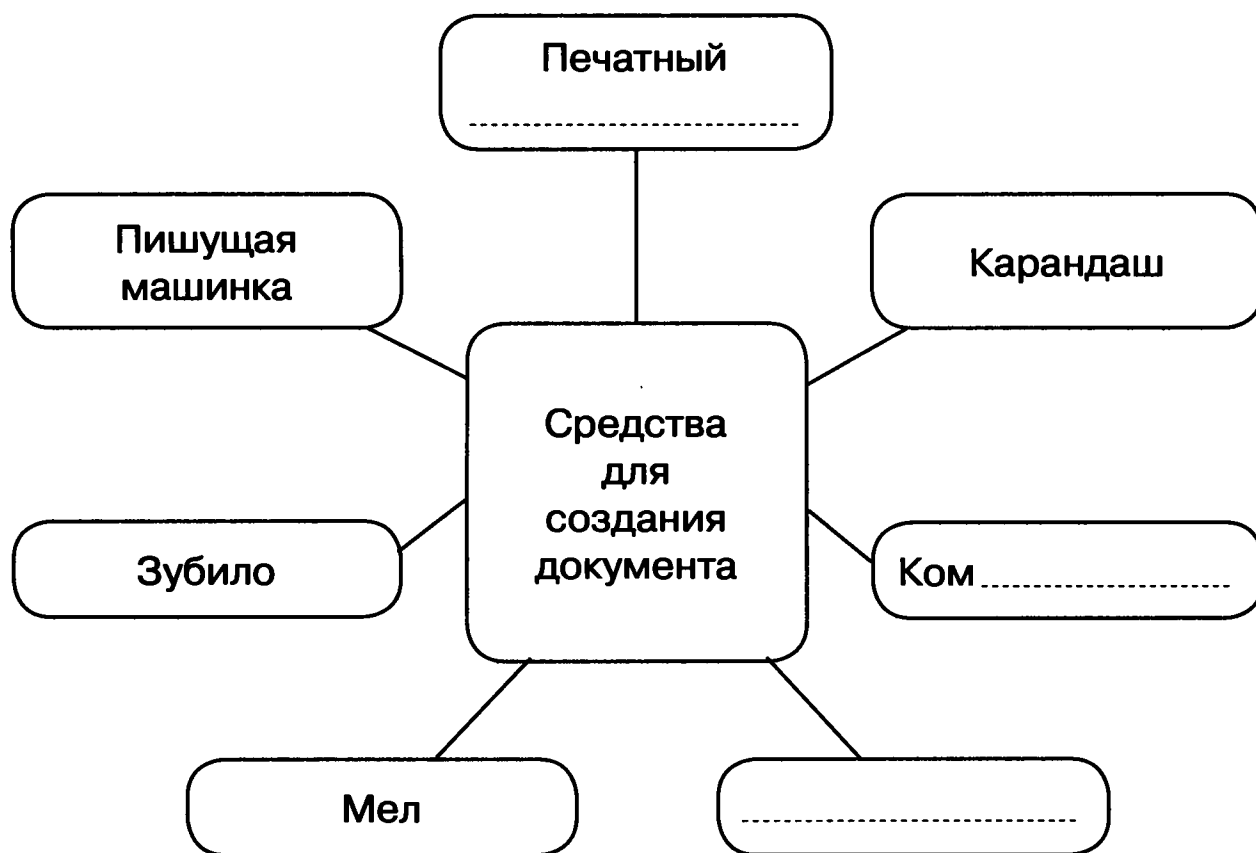 Печатный
Пишущая
машинка
Карандаш
Средства
для
создания
документа
Зубило
Ком
Мел